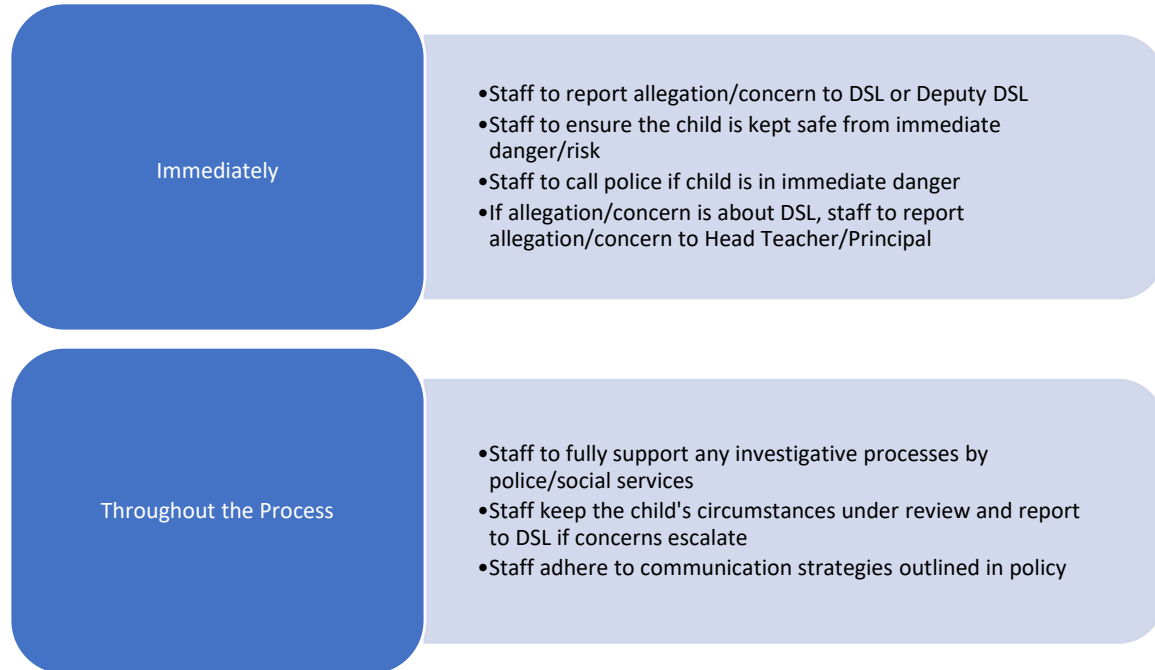 Immediately
•Staff to report allegation/concern to DSL or Deputy DSL
•Staff to ensure the child is kept safe from immediate
danger/risk
•Staff to call police if child is in immediate danger
•If allegation/concern is about DSL, staff to report
allegation/concern to Head Teacher/Principal
Throughout the Process
•Staff to fully support any investigative processes by
police/social services
•Staff keep the child's circumstances under review and report
to DSL if concerns escalate
•Staff adhere to communication strategies outlined in policy